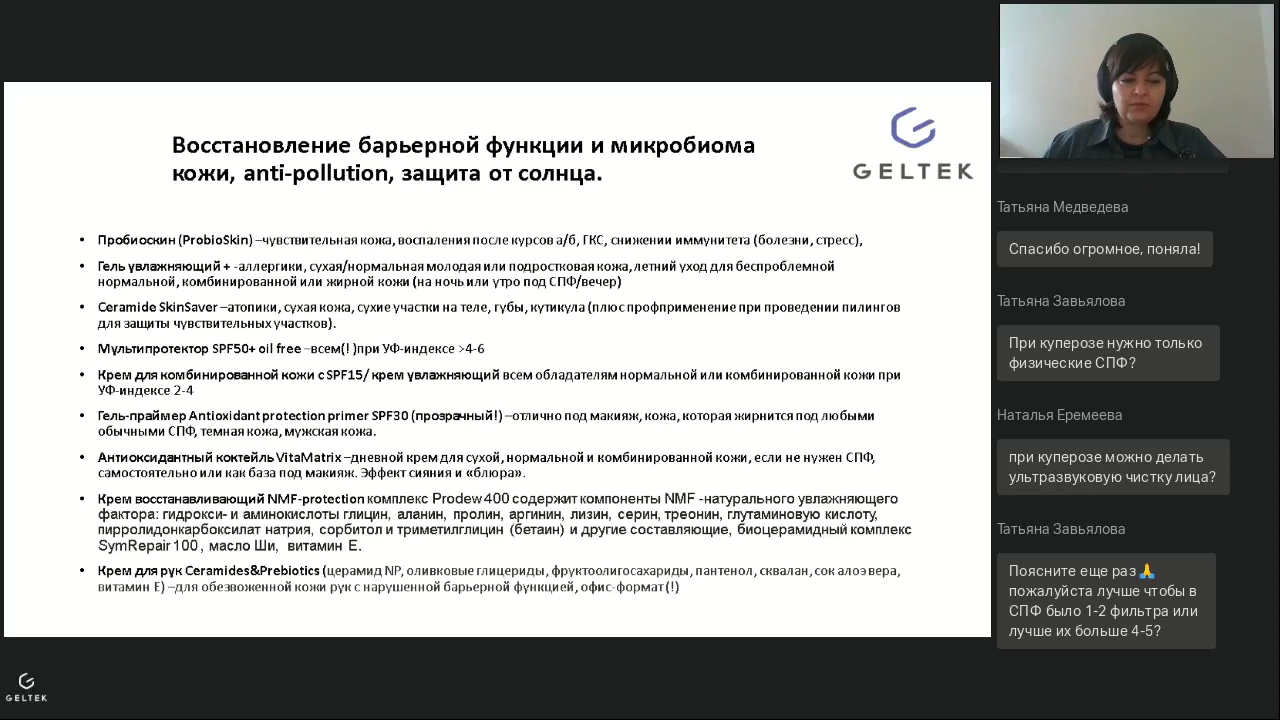 Восстановление барьерной функции и микробиома
кожи, anti-pollution, защита от солнца.
GELTEK
• Пробиоскин (ProbioSkin) –чувствительная кожа, воспаления после курсов а/б, ГКС, снижении иммунитета (болезни, стресс),
• Гель увлажняющий + -аллергики, сухая/нормальная молодая или подростковая кожа, летний уход для беспроблемной
нормальной, комбинированной или жирной кожи (на ночь или утро под СПФ/вечер)
• Ceramide SkinSaver –атопики, сухая кожа, сухие участки на теле, губы, кутикула (плюс профприменение при проведении пилингов
для защиты чувствительных участков).
• Мультипротектор SPF50+ oil free –всем(! )при УФ-индексе >4-6
• Крем для комбинированной кожи с SPF15/ крем увлажняющий всем обладателям нормальной или комбинированной кожи при
УФ-индексе 2-4
• Гель-праймер Antioxidant protection primer SPF30 (прозрачный!) –отлично под макияж, кожа, которая жирнится под любыми
обычными СПФ, темная кожа, мужская кожа.
• Антиоксидантный коктейль VitaMatrix –дневной крем для сухой, нормальной и комбинированной кожи, если не нужен СПФ,
самостоятельно или как база под макияж. Эффект сияния и «блюра».
• Крем восстанавливающий NMF-protection комплекс Prodew 400 содержит компоненты NMF -натурального увлажняющего
фактора: гидрокси- и аминокислоты глицин, аланин, пролин, аргинин, лизин, серин, треонин, глутаминовую кислоту,
пирролидонкарбоксилат натрия, сорбитол и триметилглицин (бетаин) и другие составляющие, биоцерамидный комплекс
SymRepair 100 , масло Ши, витамин Е.
• Крем для рук Ceramides&Prebiotics (церамид NP, оливковые глицериды, фруктоолигосахариды, пантенол, сквалан, сок алоэ вера,
витамин Е) –для обезвоженной кожи рук с нарушенной барьерной функцией, офис-формат (!)
GELTEK
Татьяна Медведева
Спасибо огромное, поняла!
Татьяна Завьялова
При куперозе нужно только
физические СПФ?
Наталья Еремеева
при куперозе можно делать
ультразвуковую чистку лица?
Татьяна Завьялова
Поясните еще раз🙏
пожалуйста лучше чтобы в
СПФ было 1-2 фильтра или
лучше их больше 4-5?